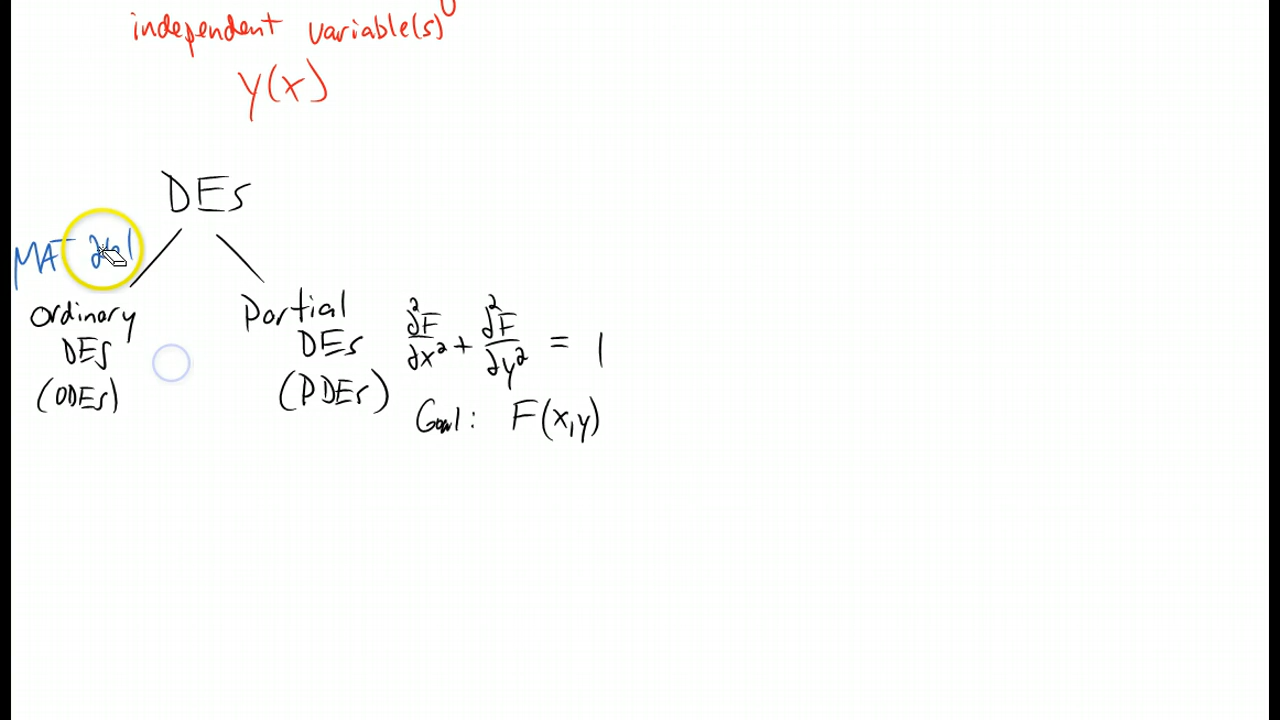 independent variable(s)
y(x)
DEs
MAT
Ordinary
DEs
(ODEs)
Partial
DEs
(PDEs)
∂²F/∂x² + ∂²F/∂y² = 1
Goal: F(x,y)